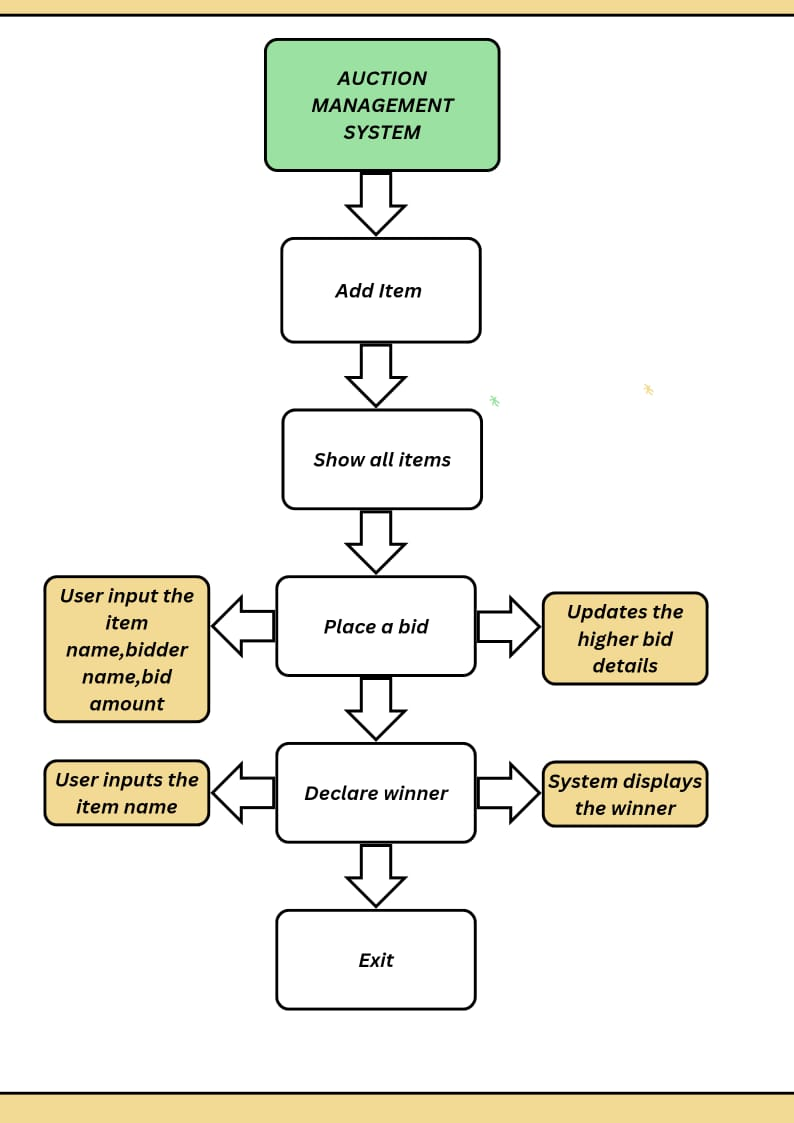 AUCTION
MANAGEMENT
SYSTEM
Add Item
Show all items
User input the
item
name,bidder
name,bid
amount
Place a bid
Updates the
higher bid
details
User inputs the
item name
Declare winner
System displays
the winner
Exit